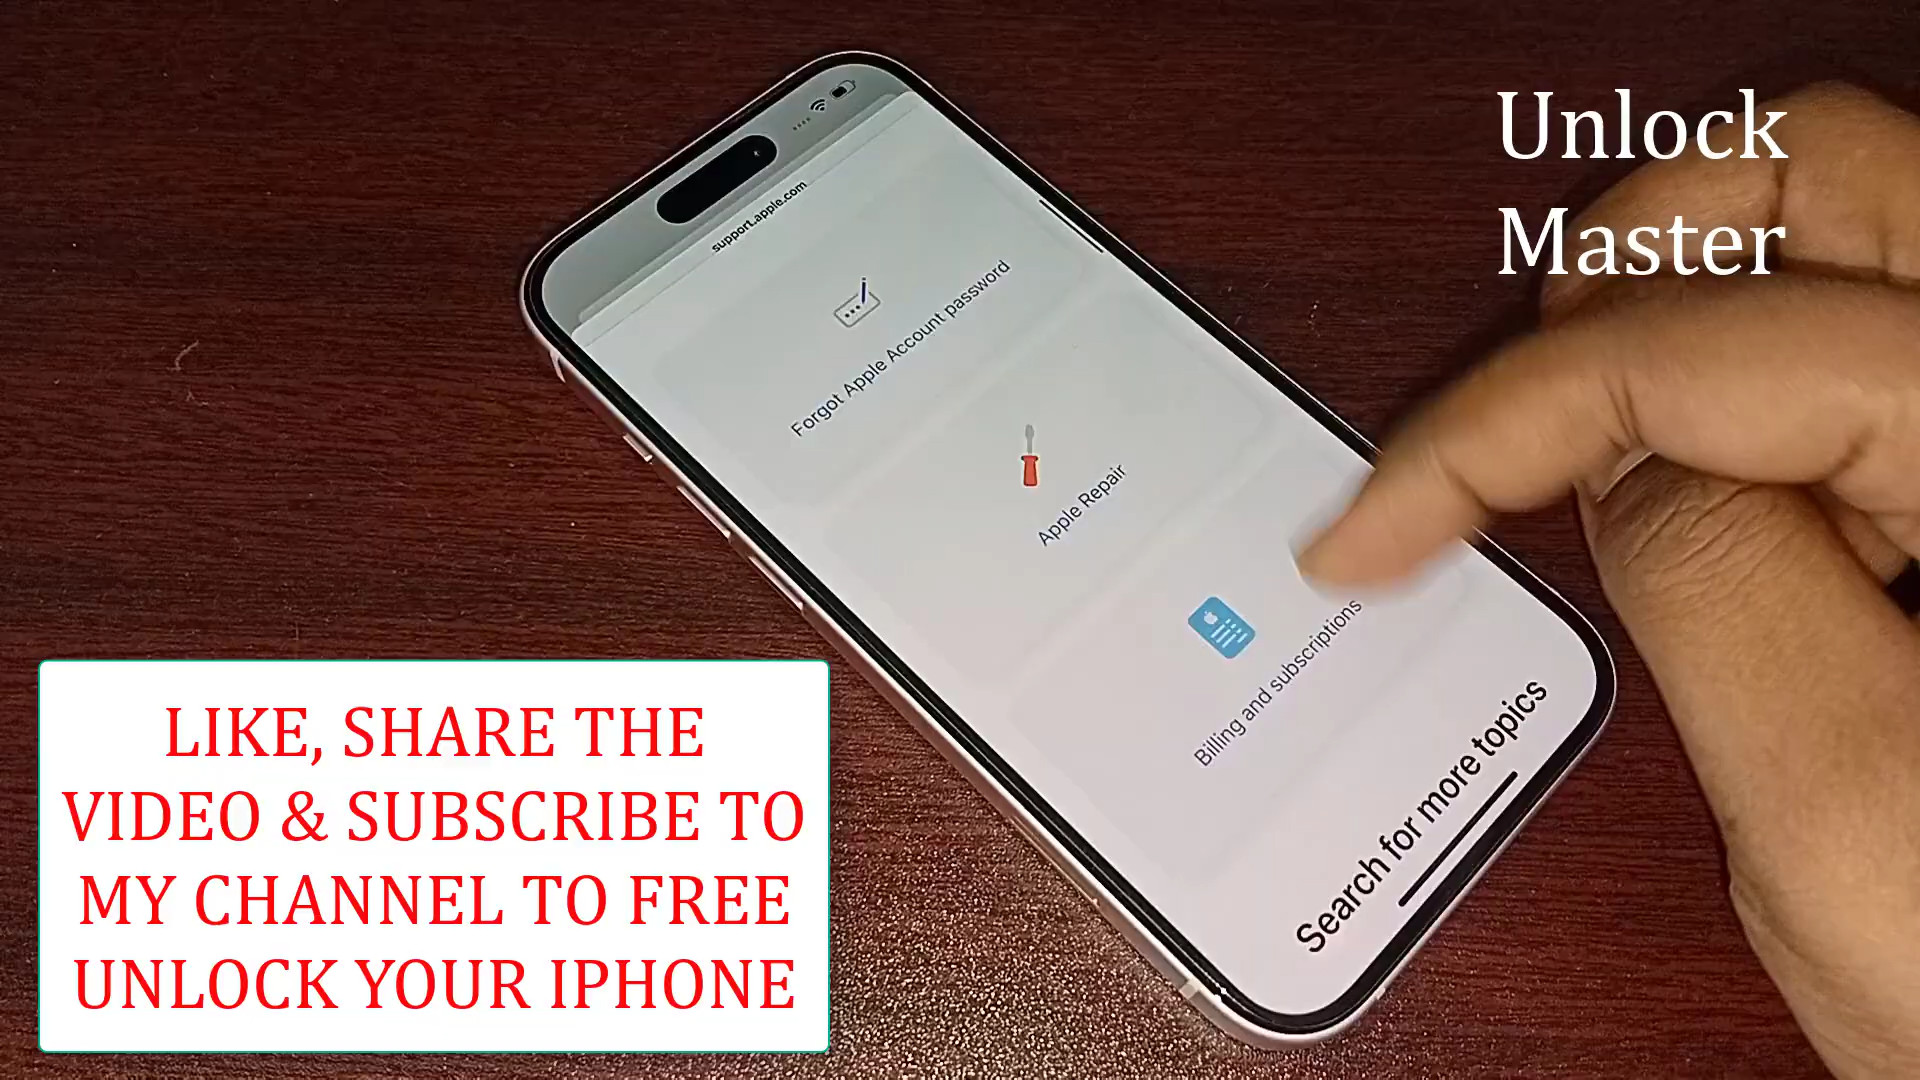 Unlock
Master
support.apple.com
Forgot Apple Account password
Apple Repair
Billing and subscriptions
Search for more topics
LIKE, SHARE THE
VIDEO & SUBSCRIBE TO
MY CHANNEL TO FREE
UNLOCK YOUR IPHONE